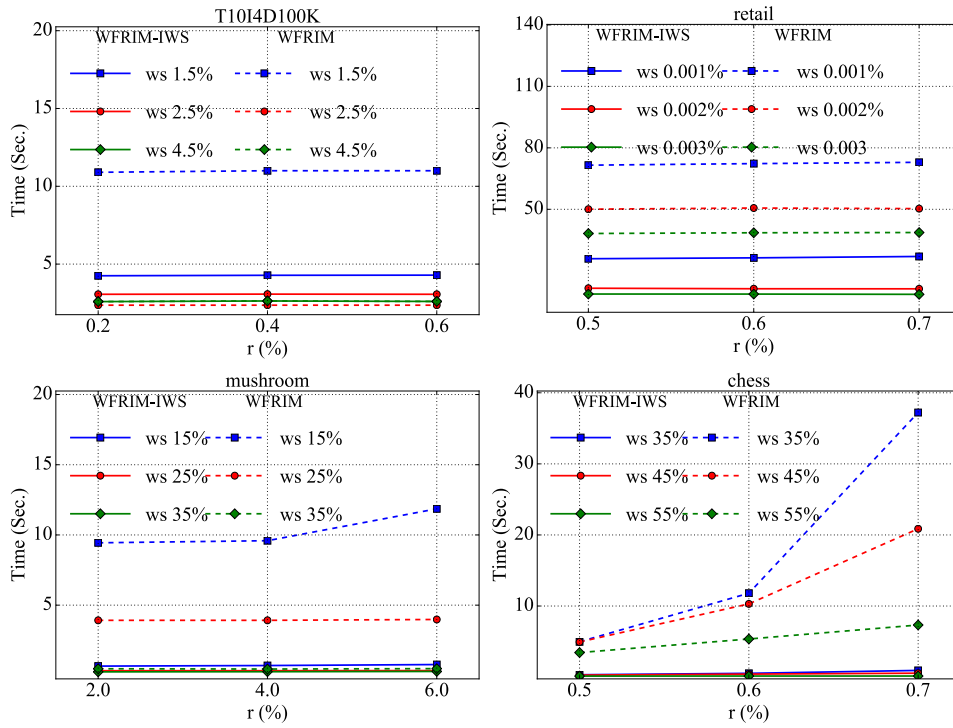 T10I4D100K
20
15
10
5
Time (Sec.)
WFRIM-IWS WFRIM
ws 1.5% ws 1.5%
ws 2.5% ws 2.5%
ws 4.5% ws 4.5%
0.2 0.4 0.6
r (%)
retail
140
110
80
50
Time (Sec.)
WFRIM-IWS WFRIM
ws 0.001% ws 0.001%
ws 0.002% ws 0.002%
ws 0.003% ws 0.003
0.5 0.6 0.7
r (%)
mushroom
20
15
10
5
Time (Sec.)
WFRIM-IWS WFRIM
ws 15% ws 15%
ws 25% ws 25%
ws 35% ws 35%
2.0 4.0 6.0
r (%)
chess
40
30
20
10
Time (Sec.)
WFRIM-IWS WFRIM
ws 35% ws 35%
ws 45% ws 45%
ws 55% ws 55%
0.5 0.6 0.7
r (%)